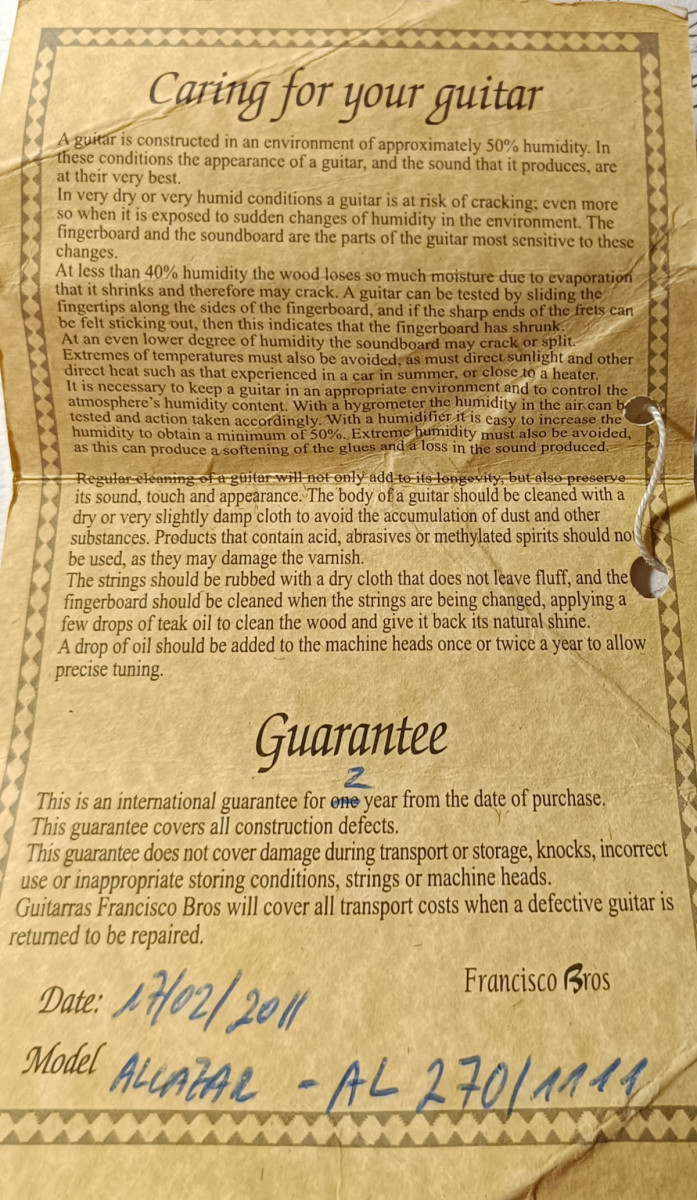 Caring for your guitar
A guitar is constructed in an environment of approximately 50% humidity. In
these conditions the appearance of a guitar, and the sound that it produces, are
at their very best.
In very dry or very humid conditions a guitar is at risk of cracking; even more
so when it is exposed to sudden changes of humidity in the environment. The
fingerboard and the soundboard are the parts of the guitar most sensitive to these
changes.
At less than 40% humidity the wood loses so much moisture due to evaporation
that it shrinks and therefore may crack. A guitar can be tested by sliding the
fingertips along the sides of the fingerboard, and if the sharp ends of the frets can
be felt sticking out, then this indicates that the fingerboard has shrunk.
At an even lower degree of humidity the soundboard may crack or split.
Extremes of temperatures must also be avoided, as must direct sunlight and other
direct heat such as that experienced in a car in summer, or close to a heater.
It is necessary to keep a guitar in an appropriate environment and to control the
atmosphere's humidity content. With a hygrometer the humidity in the air can b
tested and action taken accordingly. With a humidifier it is easy to increase the
humidity to obtain a minimum of 50%. Extreme humidity must also be avoided,
as this can produce a softening of the glues and a loss in the sound produced.
Regular cleaning of a guitar will not only add to its longevity, but also preserve
its sound, touch and appearance. The body of a guitar should be cleaned with a
dry or very slightly damp cloth to avoid the accumulation of dust and other
substances. Products that contain acid, abrasives or methylated spirits should no
be used, as they may damage the varnish.
The strings should be rubbed with a dry cloth that does not leave fluff, and the
fingerboard should be cleaned when the strings are being changed, applying a
few drops of teak oil to clean the wood and give it back its natural shine.
A drop of oil should be added to the machine heads once or twice a year to allow
precise tuning.
Guarantee
2
This is an international guarantee for one year from the date of purchase.
This guarantee covers all construction defects.
This guarantee does not cover damage during transport or storage, knocks, incorrect
use or inappropriate storing conditions, strings or machine heads.
Guitarras Francisco Bros will cover all transport costs when a defective guitar is
returned to be repaired.
Francisco Bros
Date: 17/02/2011
Model ALCAZAR - AL 270/1111